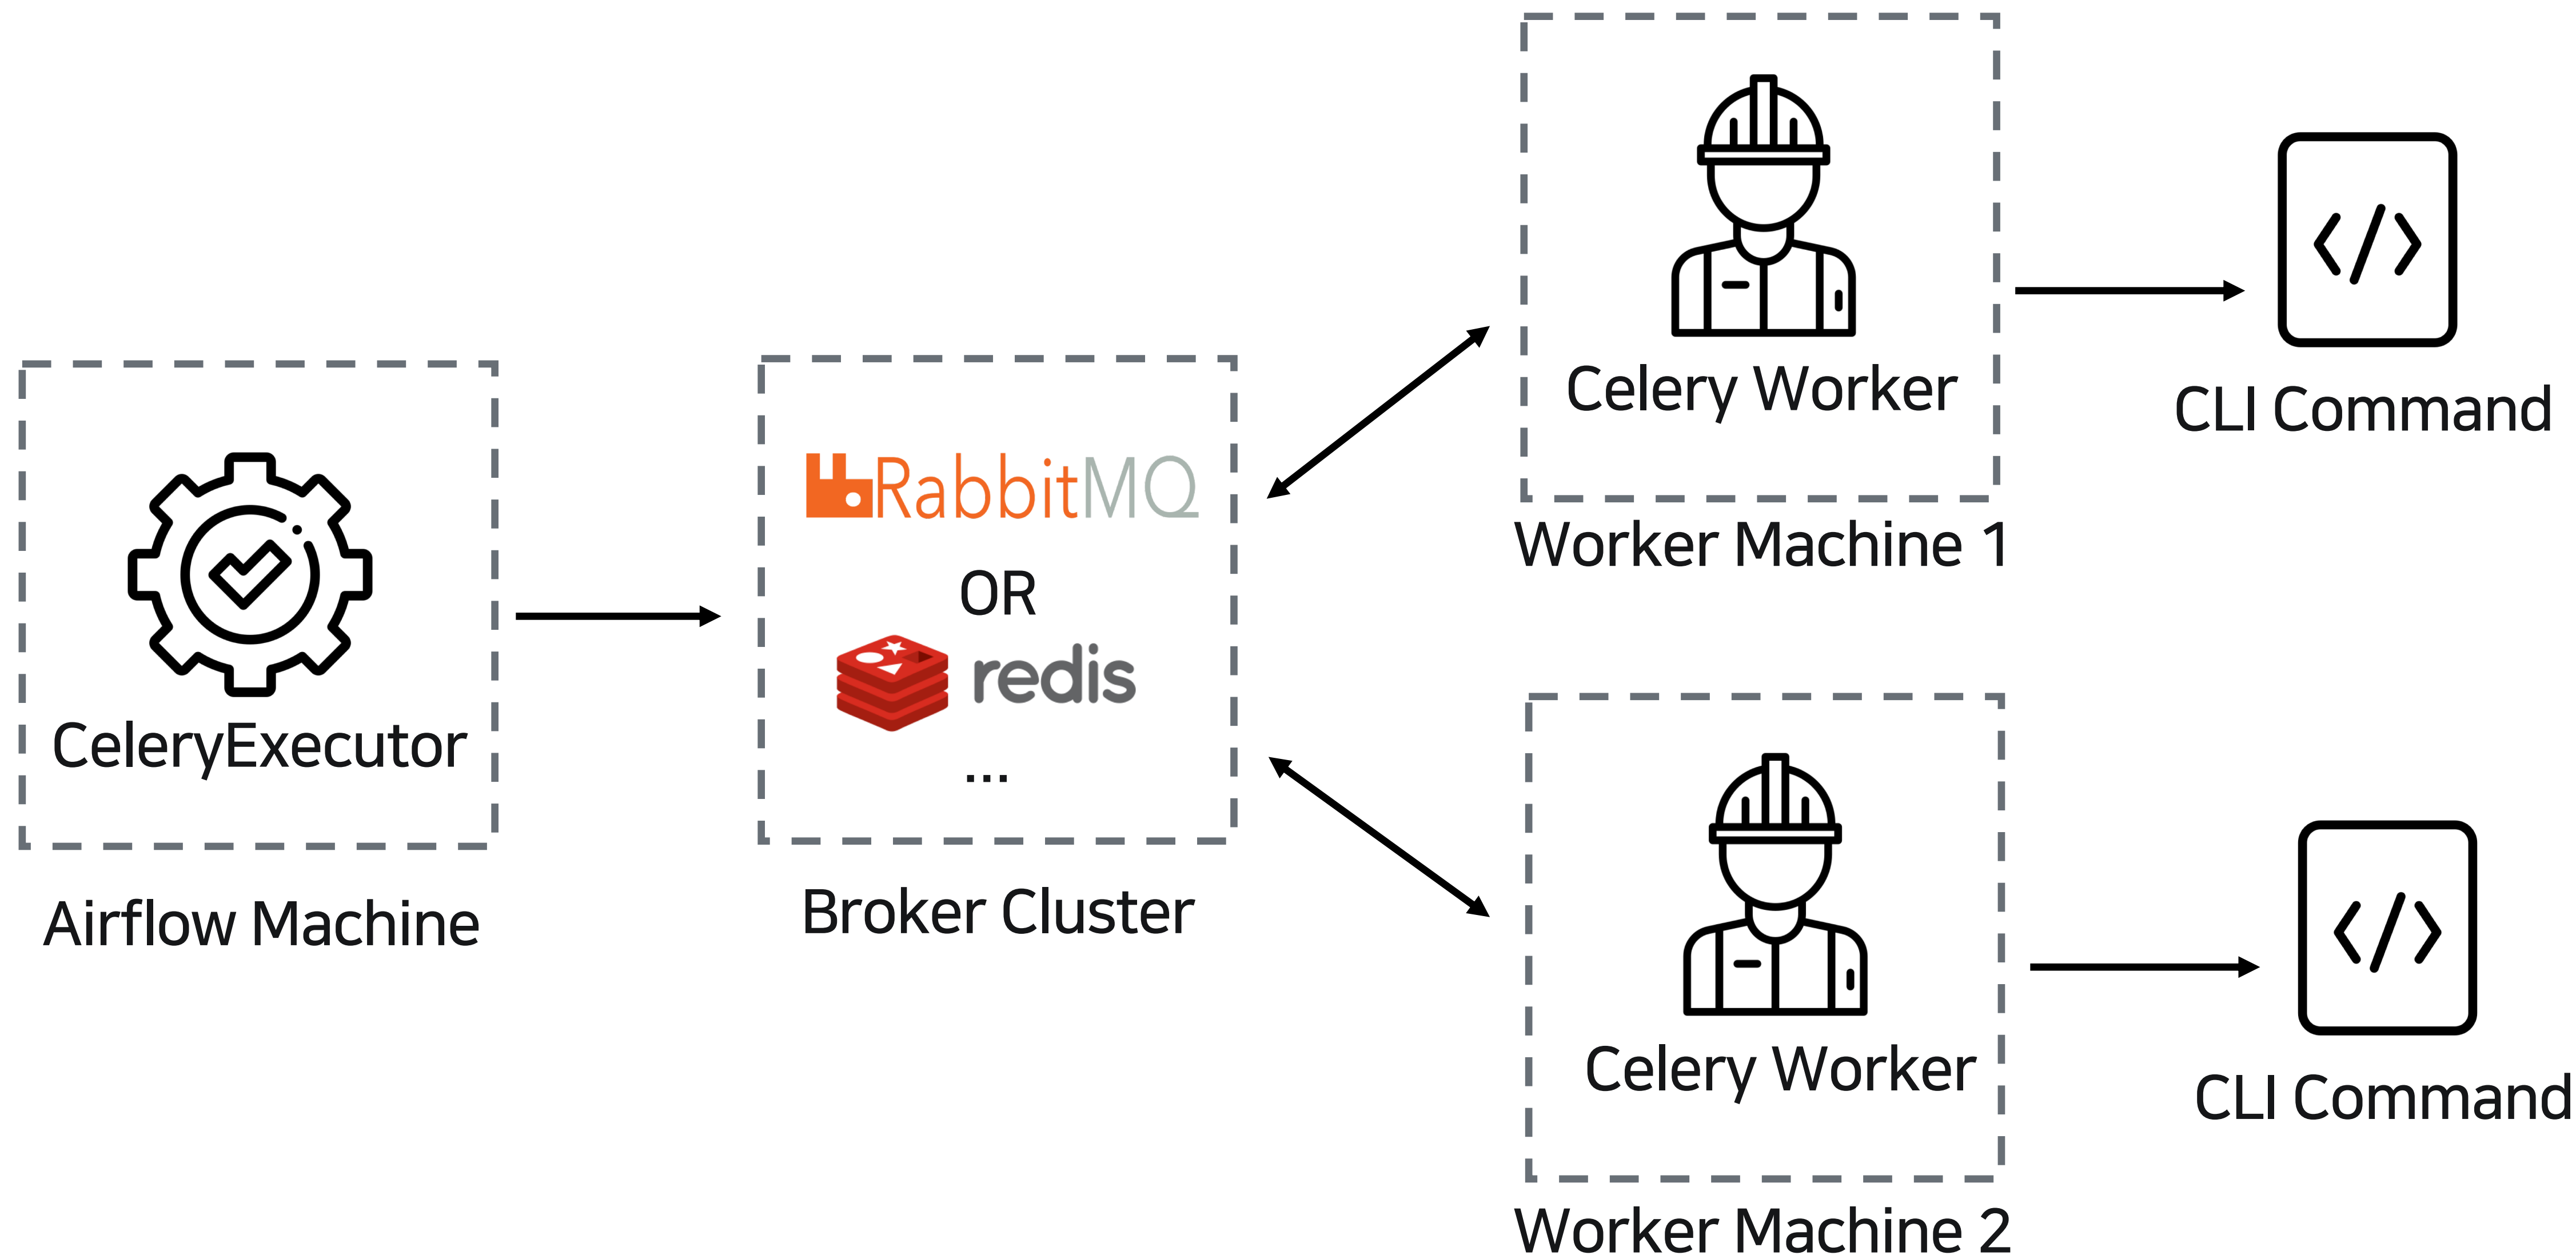 CeleryExecutor
Airflow Machine
RabbitMQ
OR
redis
...
Broker Cluster
Celery Worker
Worker Machine 1
CLI Command
Celery Worker
Worker Machine 2
CLI Command